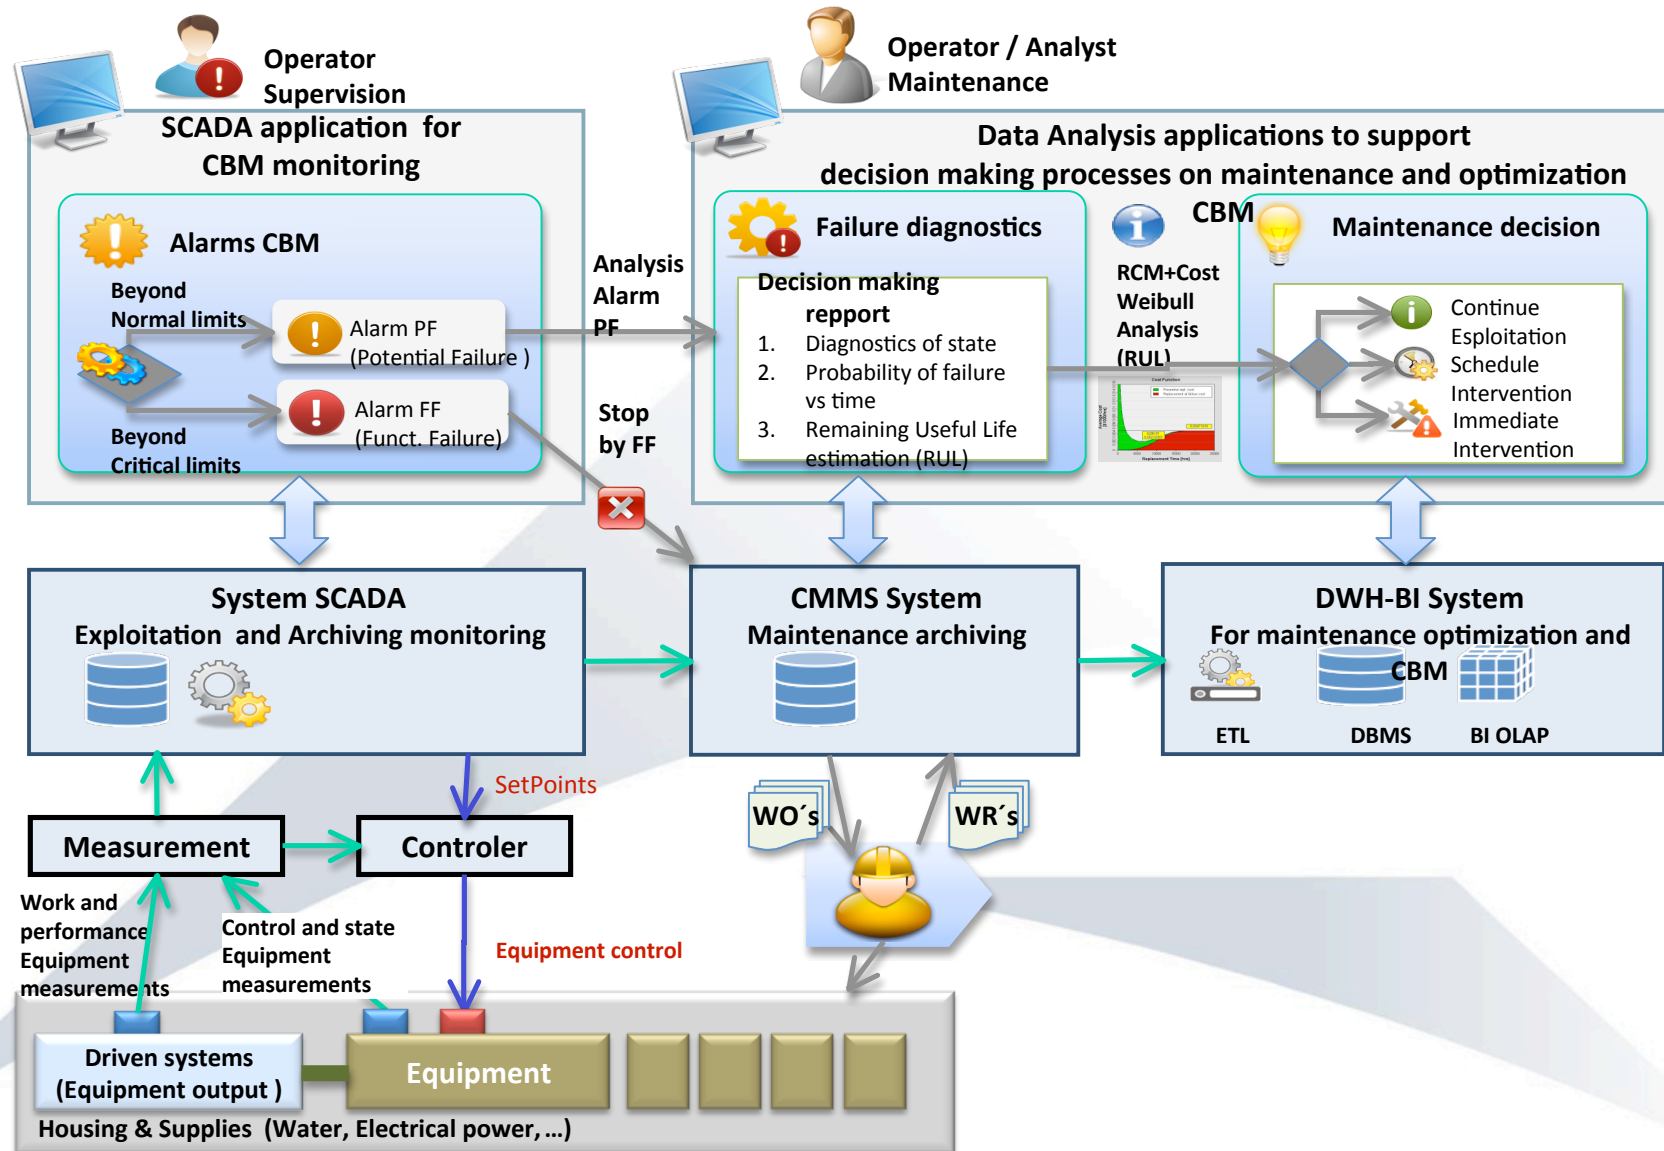 Operator
Supervision
SCADA application for
CBM monitoring
Alarms CBM
Beyond
Normal limits
Alarm PF
(Potential Failure )
Alarm FF
(Funct. Failure)
Beyond
Critical limits
Analysis
Alarm
PF
Stop
by FF
Operator / Analyst
Maintenance
Data Analysis applications to support
decision making processes on maintenance and optimization
CBM
Failure diagnostics
Decision making
repport
1. Diagnostics of state
2. Probability of failure
vs time
3. Remaining Useful Life
estimation (RUL)
RCM+Cost
Weibull
Analysis
(RUL)
Cost Function
Replacement Time [hrs]
Maintenance decision
Continue
Esploitation
Schedule
Intervention
Immediate
Intervention
System SCADA
Exploitation and Archiving monitoring
CMMS System
Maintenance archiving
DWH-BI System
For maintenance optimization and
CBM
ETL
DBMS
BI OLAP
SetPoints
WO´s
WR´s
Measurement
Controler
Work and
performance
Equipment
measurements
Control and state
Equipment
measurements
Equipment control
Driven systems
(Equipment output )
Equipment
Housing & Supplies (Water, Electrical power, ...)